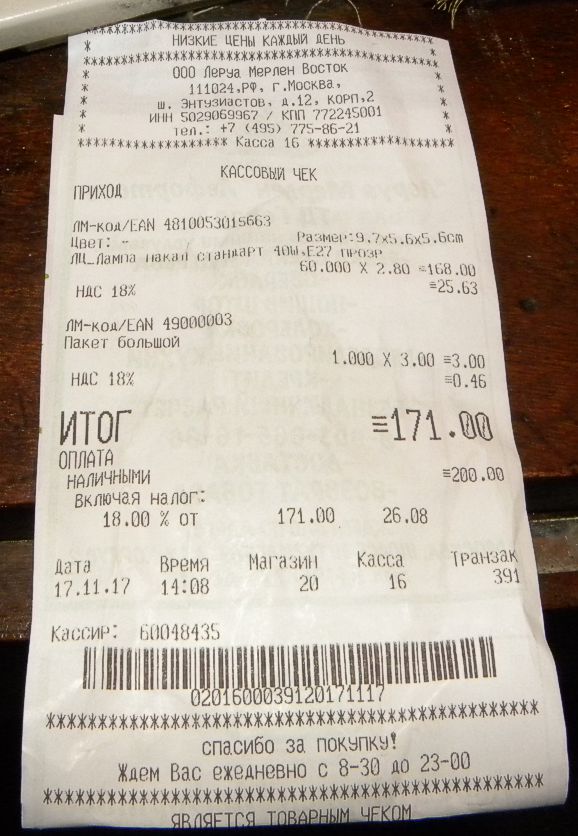 ************************************
* НИЗКИЕ ЦЕНЫ КАЖДЫЙ ДЕНЬ *
************************************
* ООО Леруа Мерлен Восток *
* 111024,РФ, г.Москва, *
* ш. Энтузиастов, д.12, КОРП,2 *
* ИНН 5029069967 / КПП 772245001 *
* тел.: +7 (495) 775-86-21 *
****************** Касса 16 ******************
КАССОВЫЙ ЧЕК
ПРИХОД
ЛМ-код/EAN 4810053015663
Цвет: - Размер:9.7x5.6x5.6cm
ЛЦ_Лампа накал стандарт 40W,E27 прозр
60.000 X 2.80 =168.00
НДС 18% =25.63
ЛМ-код/EAN 49000003
Пакет большой
1.000 X 3.00 =3.00
НДС 18% =0.46
ИТОГ =171.00
ОПЛАТА
НАЛИЧНЫМИ =200.00
Включая налог:
18.00 % от 171.00 26.08
Дата Время Магазин Касса Транзак
17.11.17 14:08 20 16 391
Кассир: 60048435
0201600039120171117
************************************************
спасибо за покупку!
Ждем Вас ежедневно с 8-30 до 23-00
************************************************
ЯВЛЯЕТСЯ ТОВАРНЫМ ЧЕКОМ